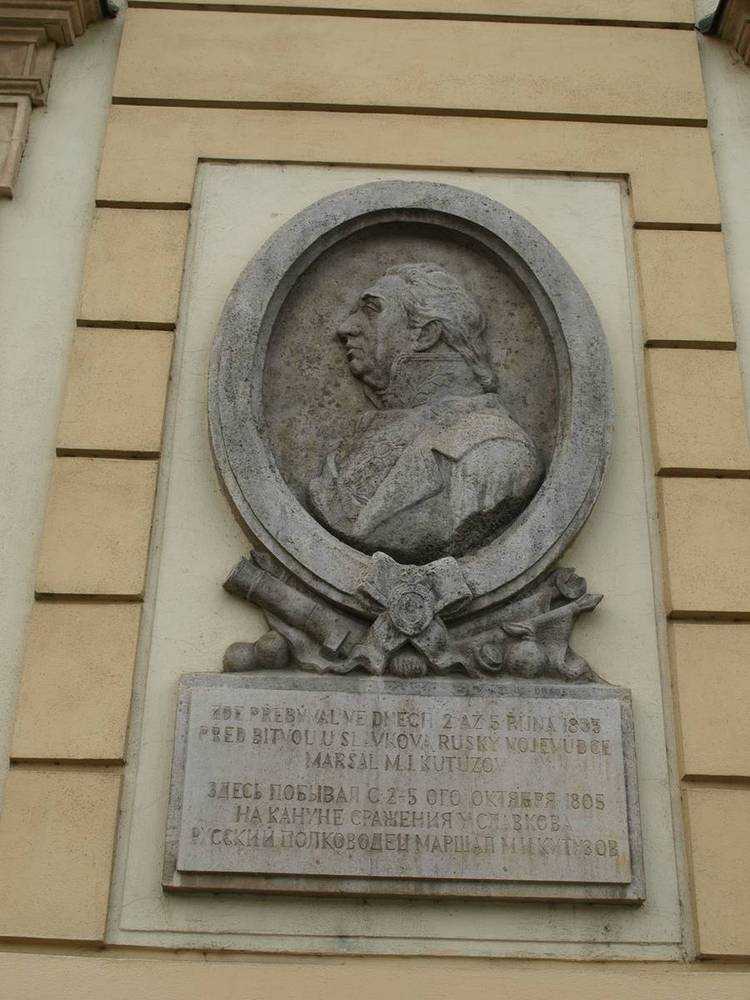 ZDE PŘEBÝVAL VE DNECH 2 AŽ 5 ŘÍJNA 1805
PŘED BITVOU U SLAVKOVA RUSKÝ VOJEVŮDCE
MARŠÁL M.I.KUTUZOV
ЗДЕСЬ ПОБЫВАЛ С 2-5 ОГО ОКТЯБРЯ 1805
НА КАНУНЕ СРАЖЕНИЯ У СЛАВКОВА
РУССКИЙ ПОЛКОВОДЕЦ МАРШАЛ М.И.КУТУЗОВ